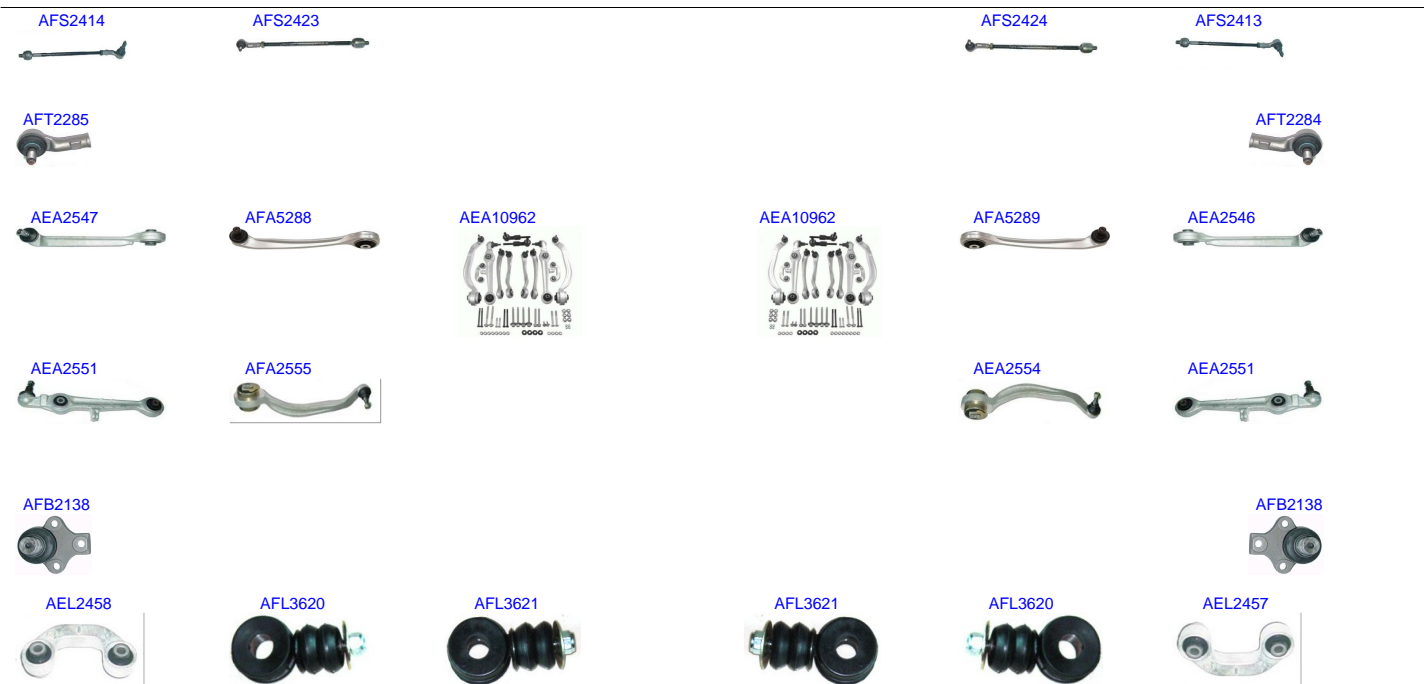 AFS2414 AFS2423 AFS2424 AFS2413
AFT2285 AFT2284
AEA2547 AFA5288 AEA10962 AEA10962 AFA5289 AEA2546
AEA2551 AFA2555 AEA2554 AEA2551
AFB2138 AFB2138
AEL2458 AFL3620 AFL3621 AFL3621 AFL3620 AEL2457